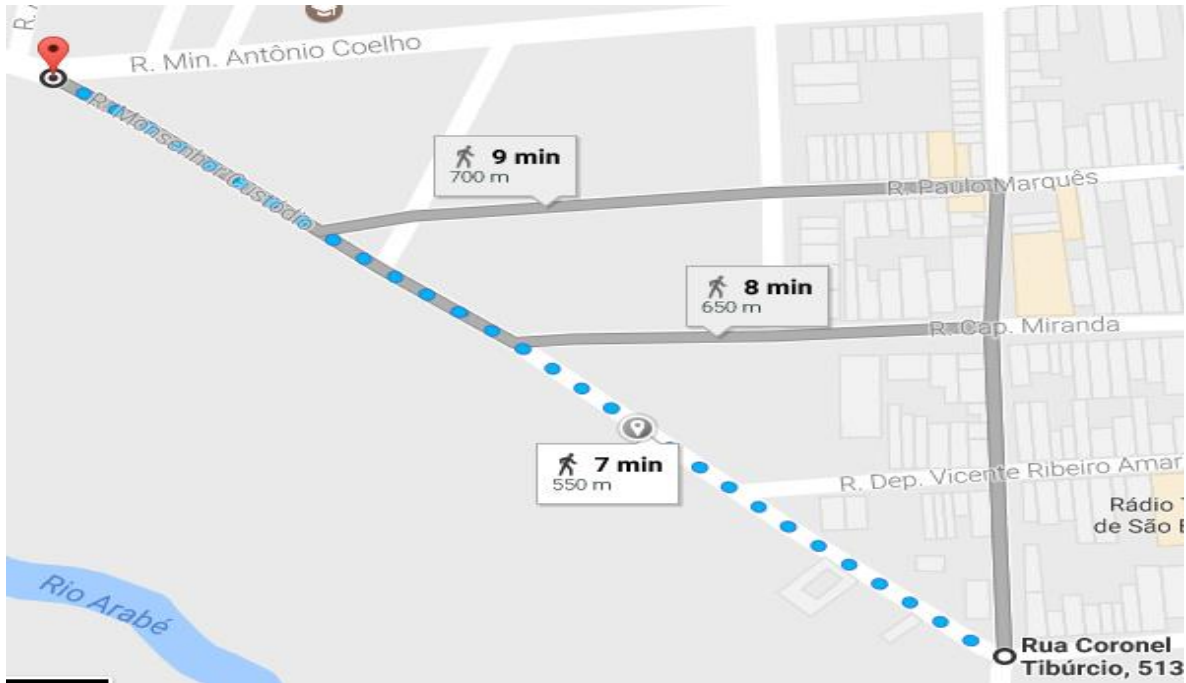 R.
R. Min. Antônio Coelho
R. Monsenhor Custódio
9 min
700 m
R. Paulo Marquês
8 min
650 m
R. Cap. Miranda
7 min
550 m
R. Dep. Vicente Ribeiro Amar
Rádio T
de São B
Rio Arabé
Rua Coronel
Tibúrcio, 513